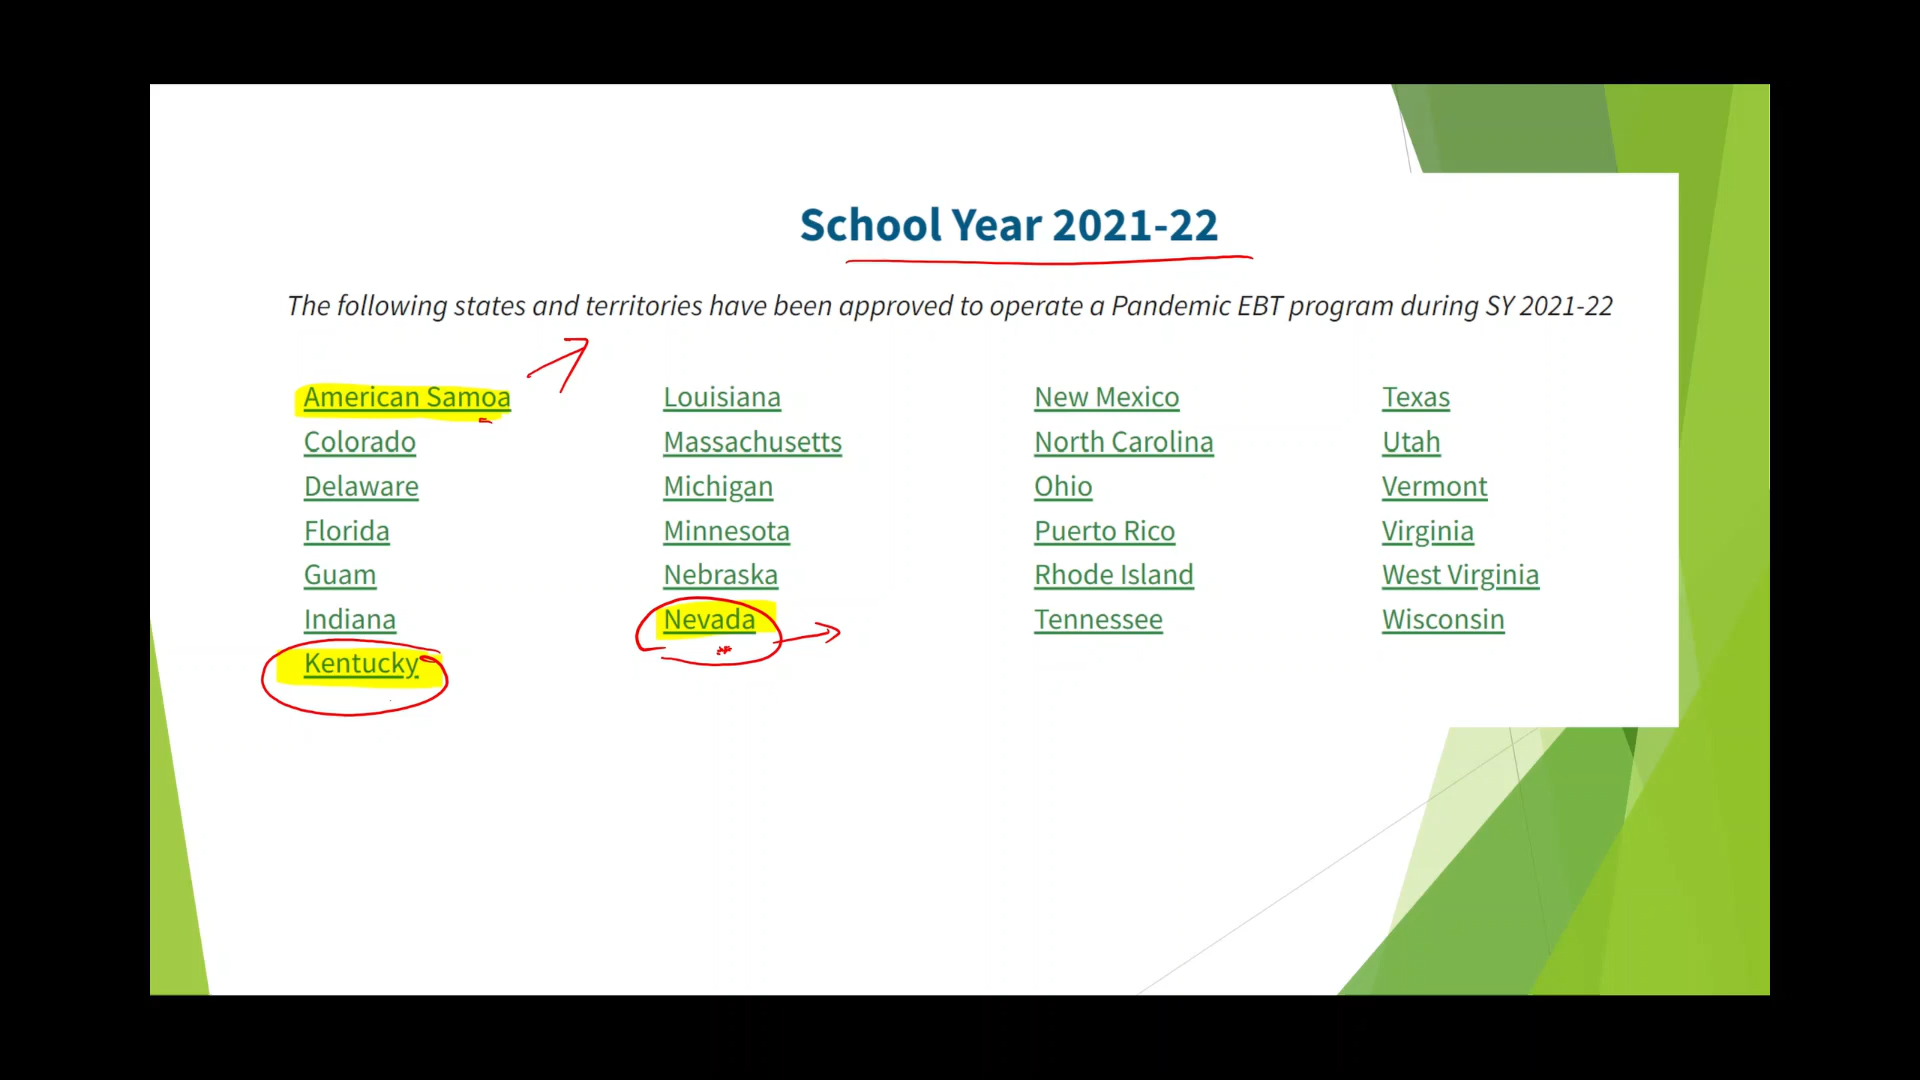 School Year 2021-22
The following states and territories have been approved to operate a Pandemic EBT program during SY 2021-22
American Samoa
Colorado
Delaware
Florida
Guam
Indiana
Kentucky
Louisiana
Massachusetts
Michigan
Minnesota
Nebraska
Nevada
New Mexico
North Carolina
Ohio
Puerto Rico
Rhode Island
Tennessee
Texas
Utah
Vermont
Virginia
West Virginia
Wisconsin